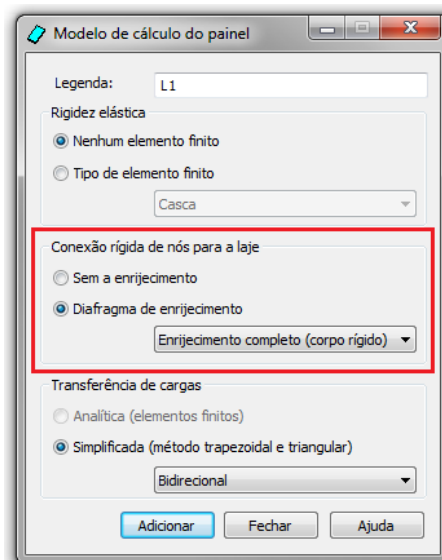 Modelo de cálculo do painel
Legenda: L1
Rigidez elástica
Nenhum elemento finito
Tipo de elemento finito
Casca
Conexão rígida de nós para a laje
Sem a enrijecimento
Diafragma de enrijecimento
Enrijecimento completo (corpo rígido)
Transferência de cargas
Analítica (elementos finitos)
Simplificada (método trapezoidal e triangular)
Bidirecional
Adicionar Fechar Ajuda